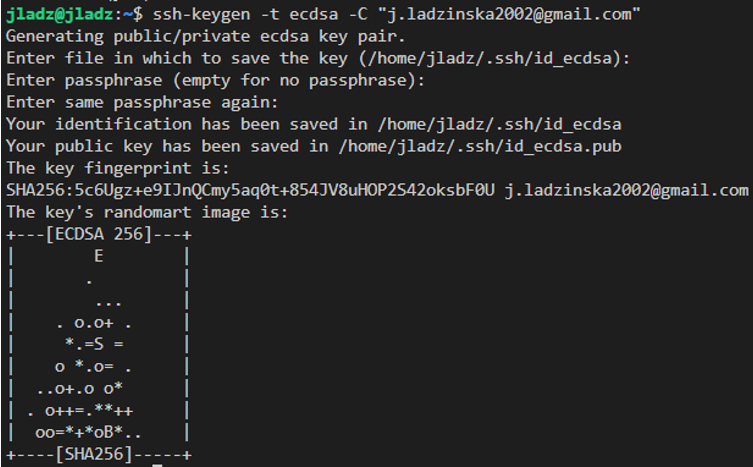 jladz@jladz:~$ ssh-keygen -t ecdsa -C "j.ladzinska2002@gmail.com"
Generating public/private ecdsa key pair.
Enter file in which to save the key (/home/jladz/.ssh/id_ecdsa):
Enter passphrase (empty for no passphrase):
Enter same passphrase again:
Your identification has been saved in /home/jladz/.ssh/id_ecdsa
Your public key has been saved in /home/jladz/.ssh/id_ecdsa.pub
The key fingerprint is:
SHA256:5c6Ugz+e9IJnQCmy5aq0t+854JV8uHOP2S42oksbF0U j.ladzinska2002@gmail.com
The key's randomart image is:
+---[ECDSA 256]---+
|        E        |
|       .         |
|        ...      |
|    . o.o+ .     |
|     *.=S =      |
|    o *.o= .     |
|  ..o+.o o*      |
| . o++=.**++     |
|  oo=*+*oB*..    |
+----[SHA256]-----+